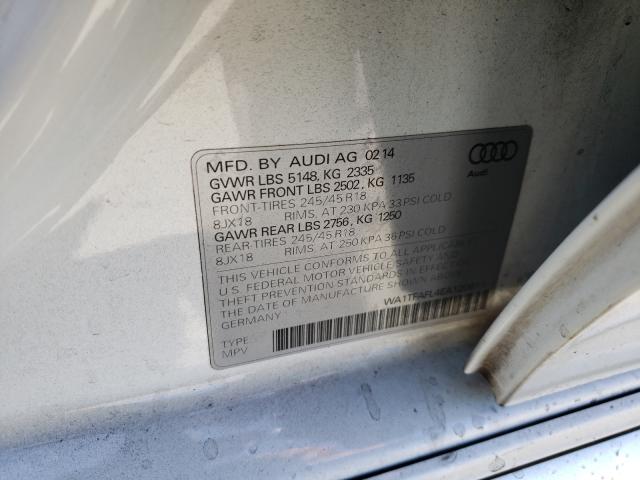 MFD. BY AUDI AG 02 14
GVWR LBS 5148, KG 2335
GAWR FRONT LBS 2502, KG 1135
FRONT-TIRES 245/45 R18
8JX18 RIMS, AT 230 KPA 33 PSI COLD
GAWR REAR LBS 2756, KG 1250
REAR-TIRES 245/45 R18
8JX18 RIMS, AT 250 KPA 36 PSI COLD
THIS VEHICLE CONFORMS TO ALL APPLICABLE
U.S. FEDERAL MOTOR VEHICLE SAFETY AND
THEFT PREVENTION STANDARDS IN EFFECT ON
THE DATE OF MANUFACTURE SHOWN ABOVE.
GERMANY
TYPE
MPV
Audi